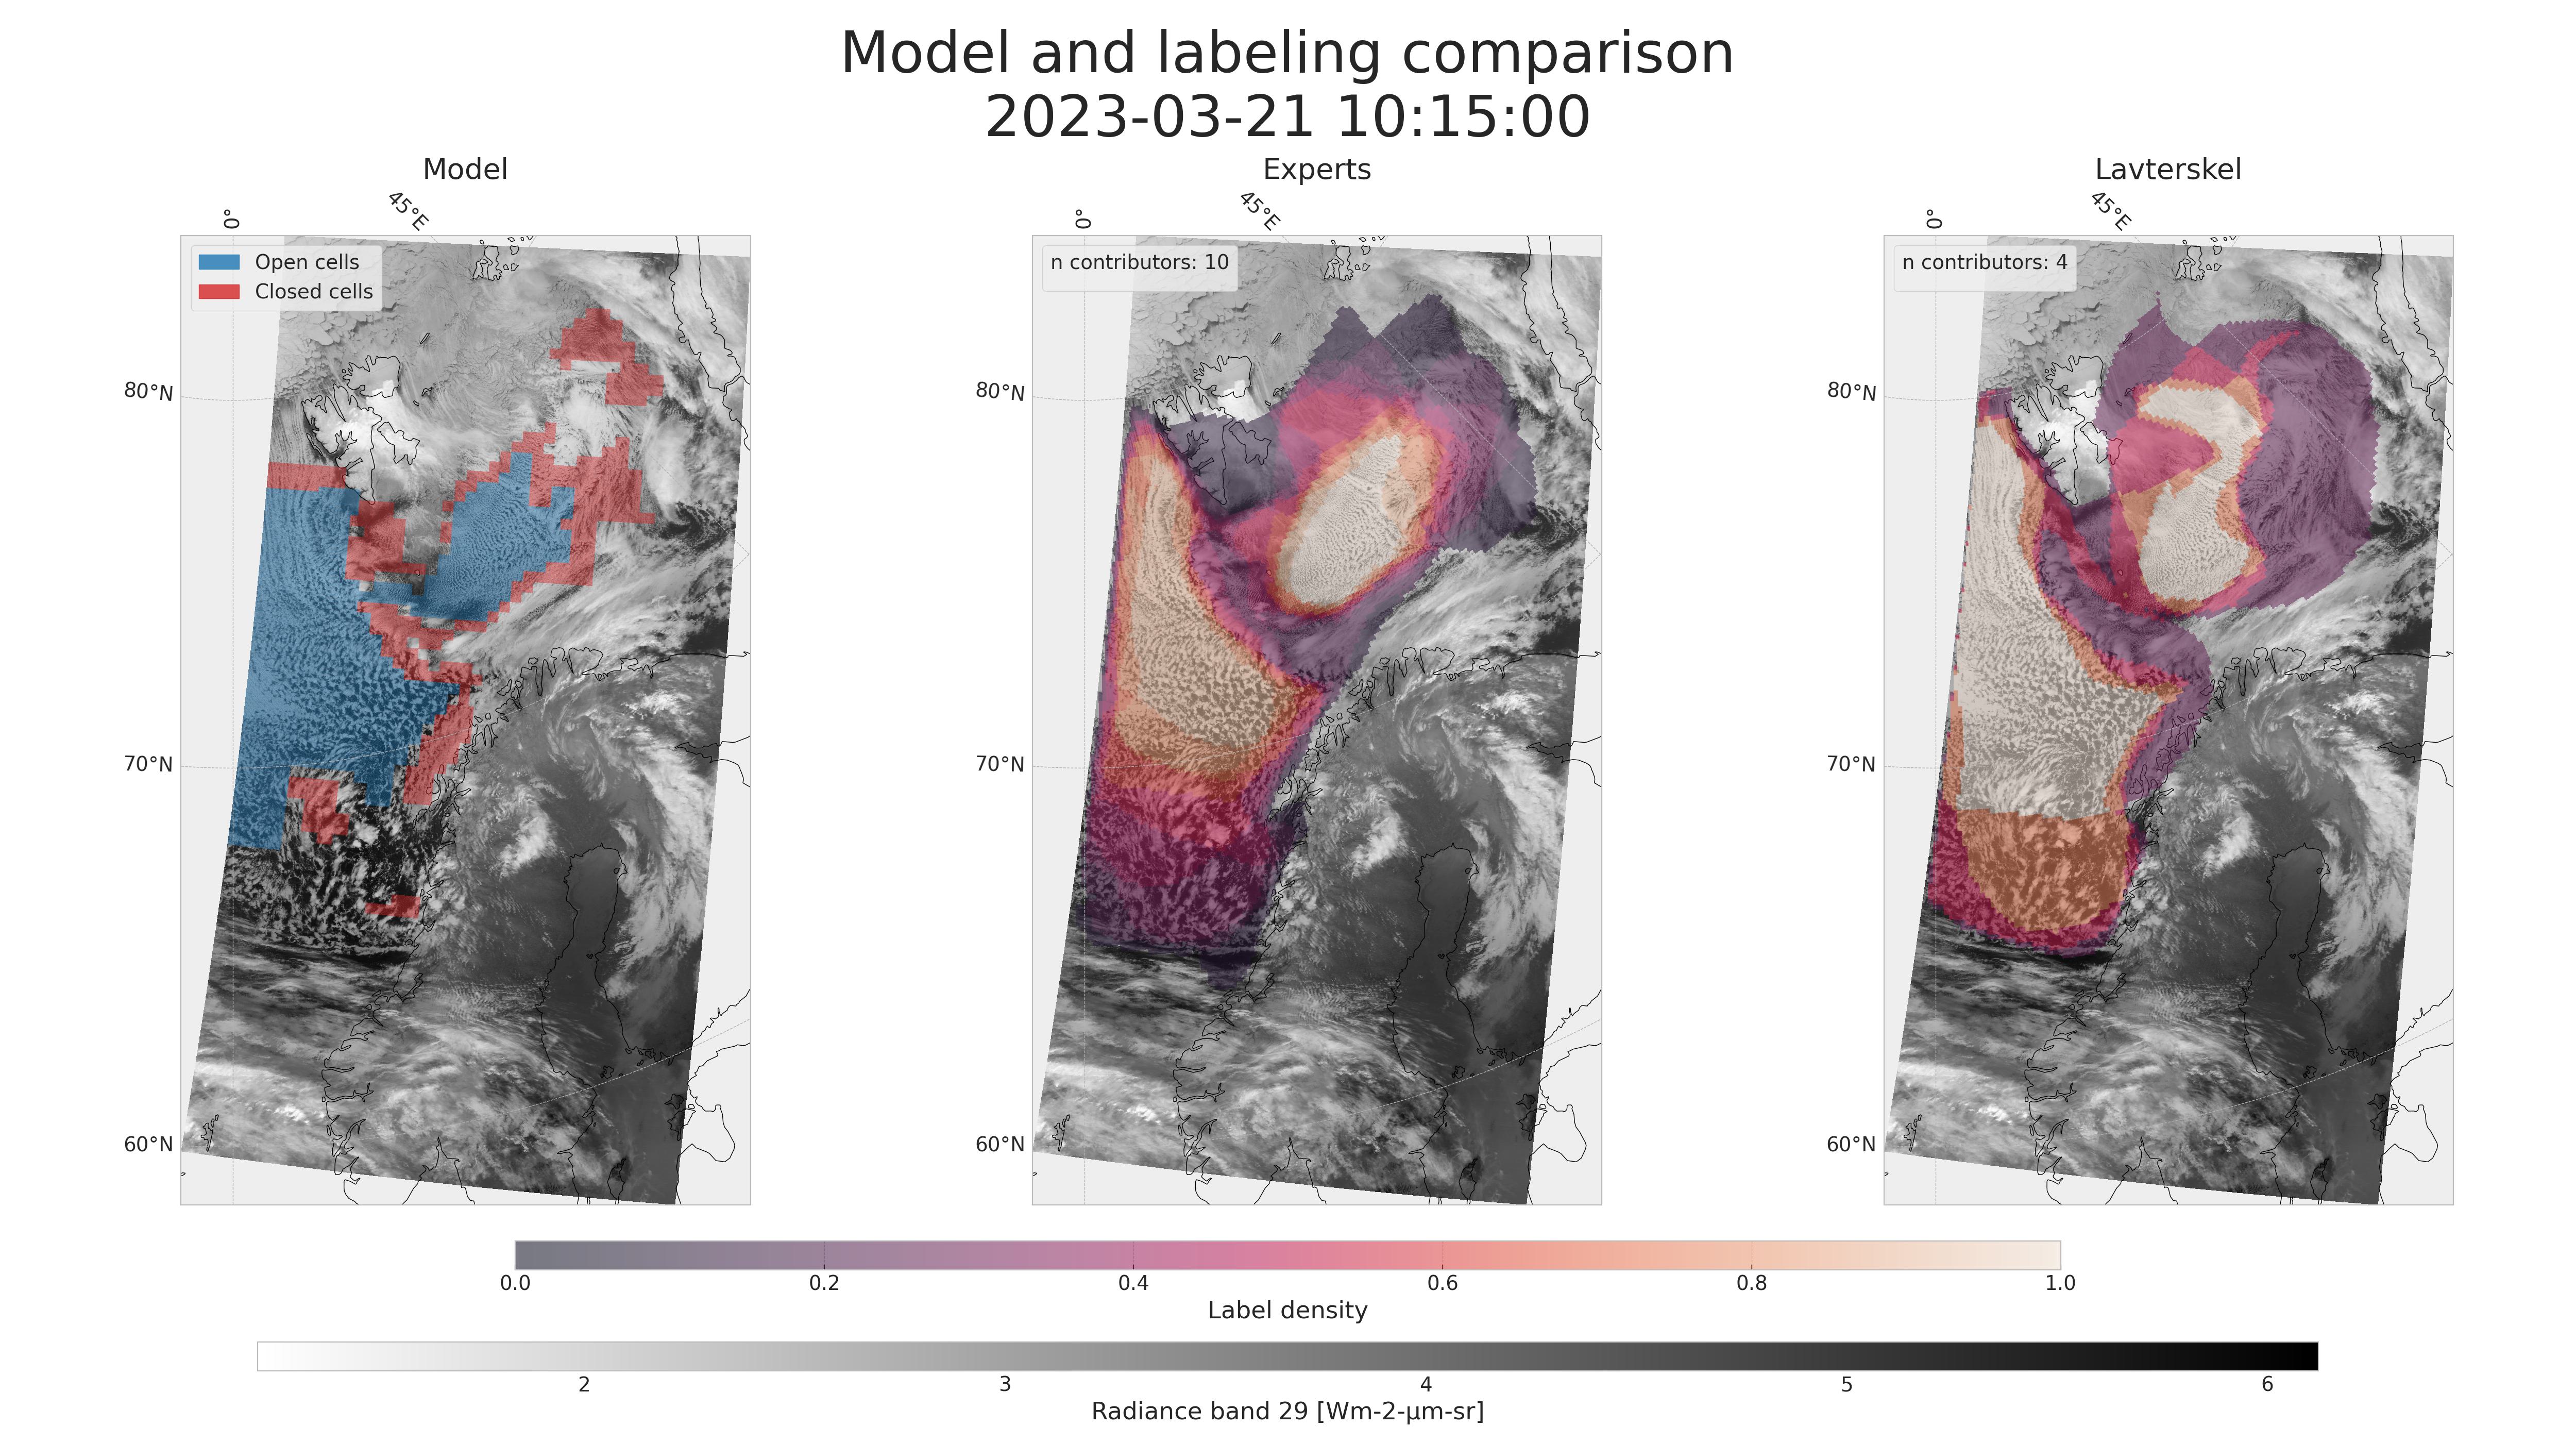 Model and labeling comparison
2023-03-21 10:15:00
Model
0°
45°E
Open cells
Closed cells
80°N
70°N
60°N
Experts
0°
45°E
n contributors: 10
80°N
70°N
60°N
Lavterskel
0°
45°E
n contributors: 4
80°N
70°N
60°N
0.0 0.2 0.4 0.6 0.8 1.0
Label density
2 3 4 5 6
Radiance band 29 [Wm-2-μm-sr]